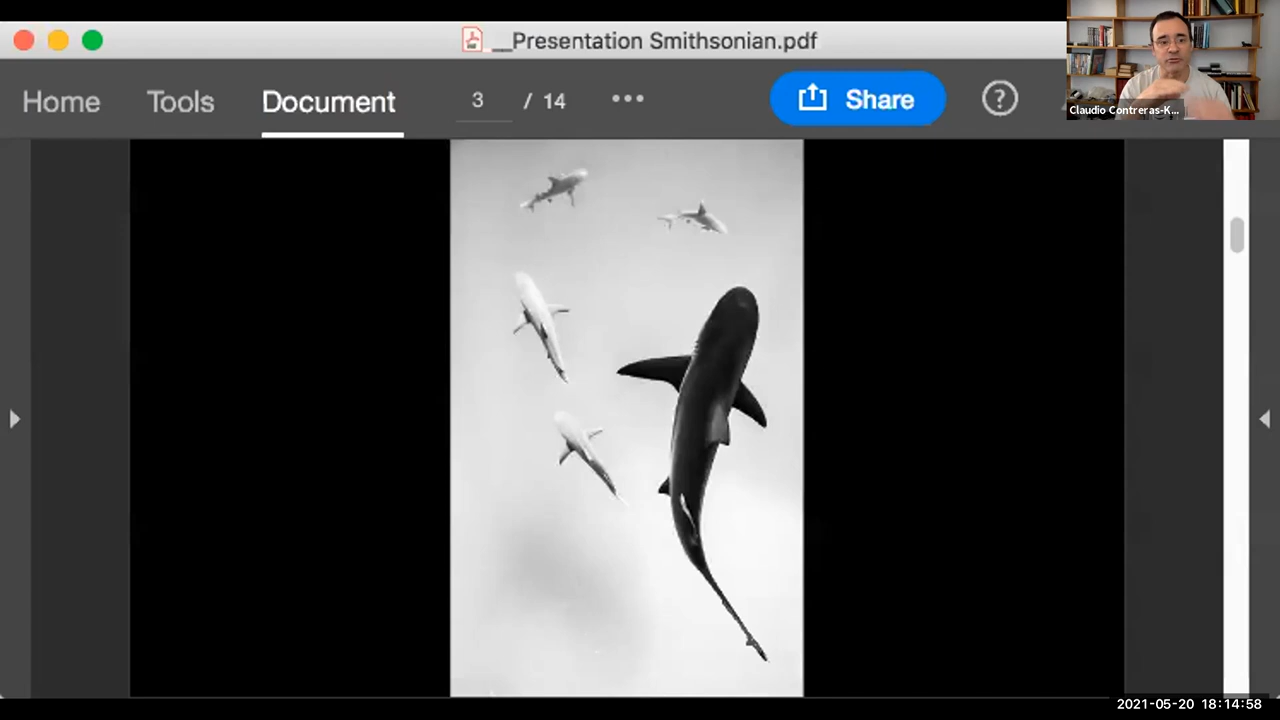 __Presentation Smithsonian.pdf
Home Tools Document 3 / 14 ••• Share ?
Claudio Contreras-K...
2021-05-20 18:14:58